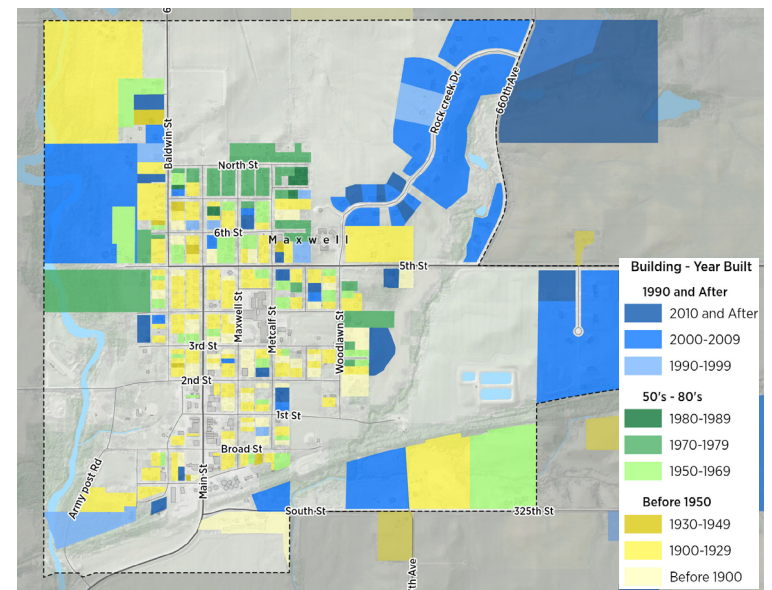 6
Rock creek Dr
660th Ave
Baldwin St
North St
6th St
Maxwell
5th St
Maxwell St
Metcalf St
Woodlawn St
3rd St
2nd St
1st St
Broad St
Main St
Army post Rd
South St
325th St
th Ave
Building - Year Built
1990 and After
2010 and After
2000-2009
1990-1999
50's - 80's
1980-1989
1970-1979
1950-1969
Before 1950
1930-1949
1900-1929
Before 1900